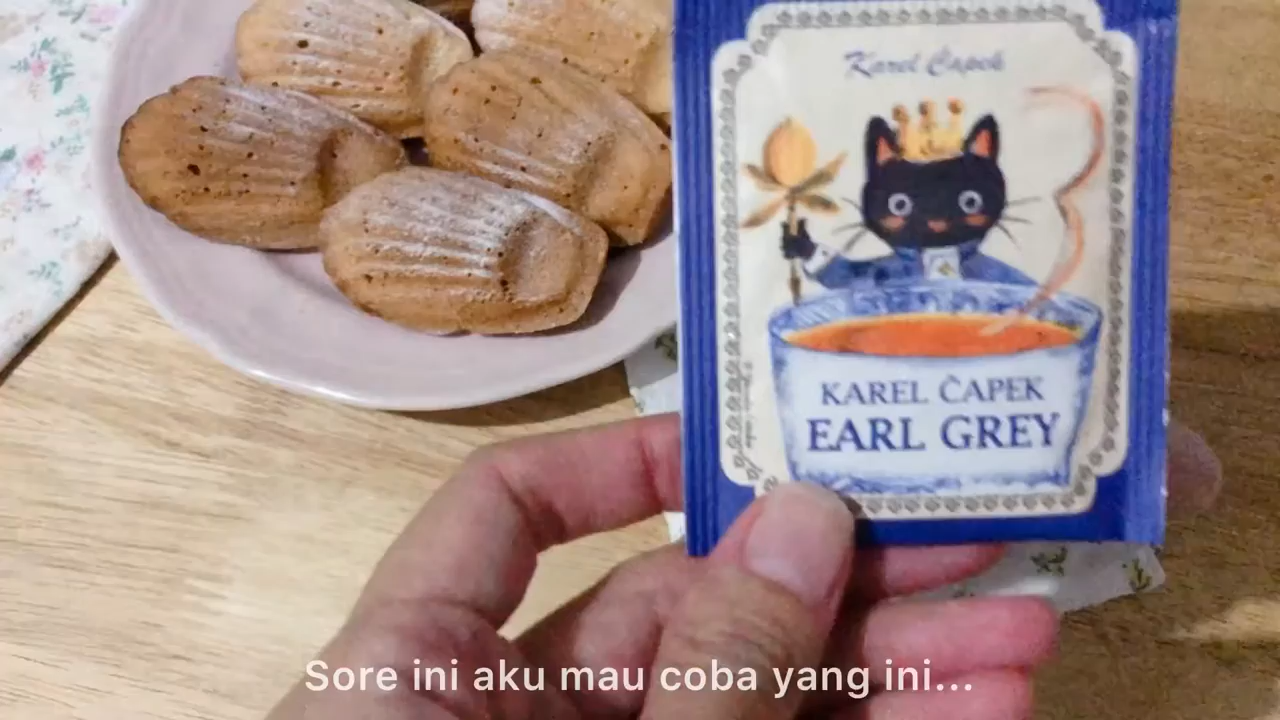 Karel Čapek
KAREL ČAPEK
EARL GREY
Sore ini aku mau coba yang ini...